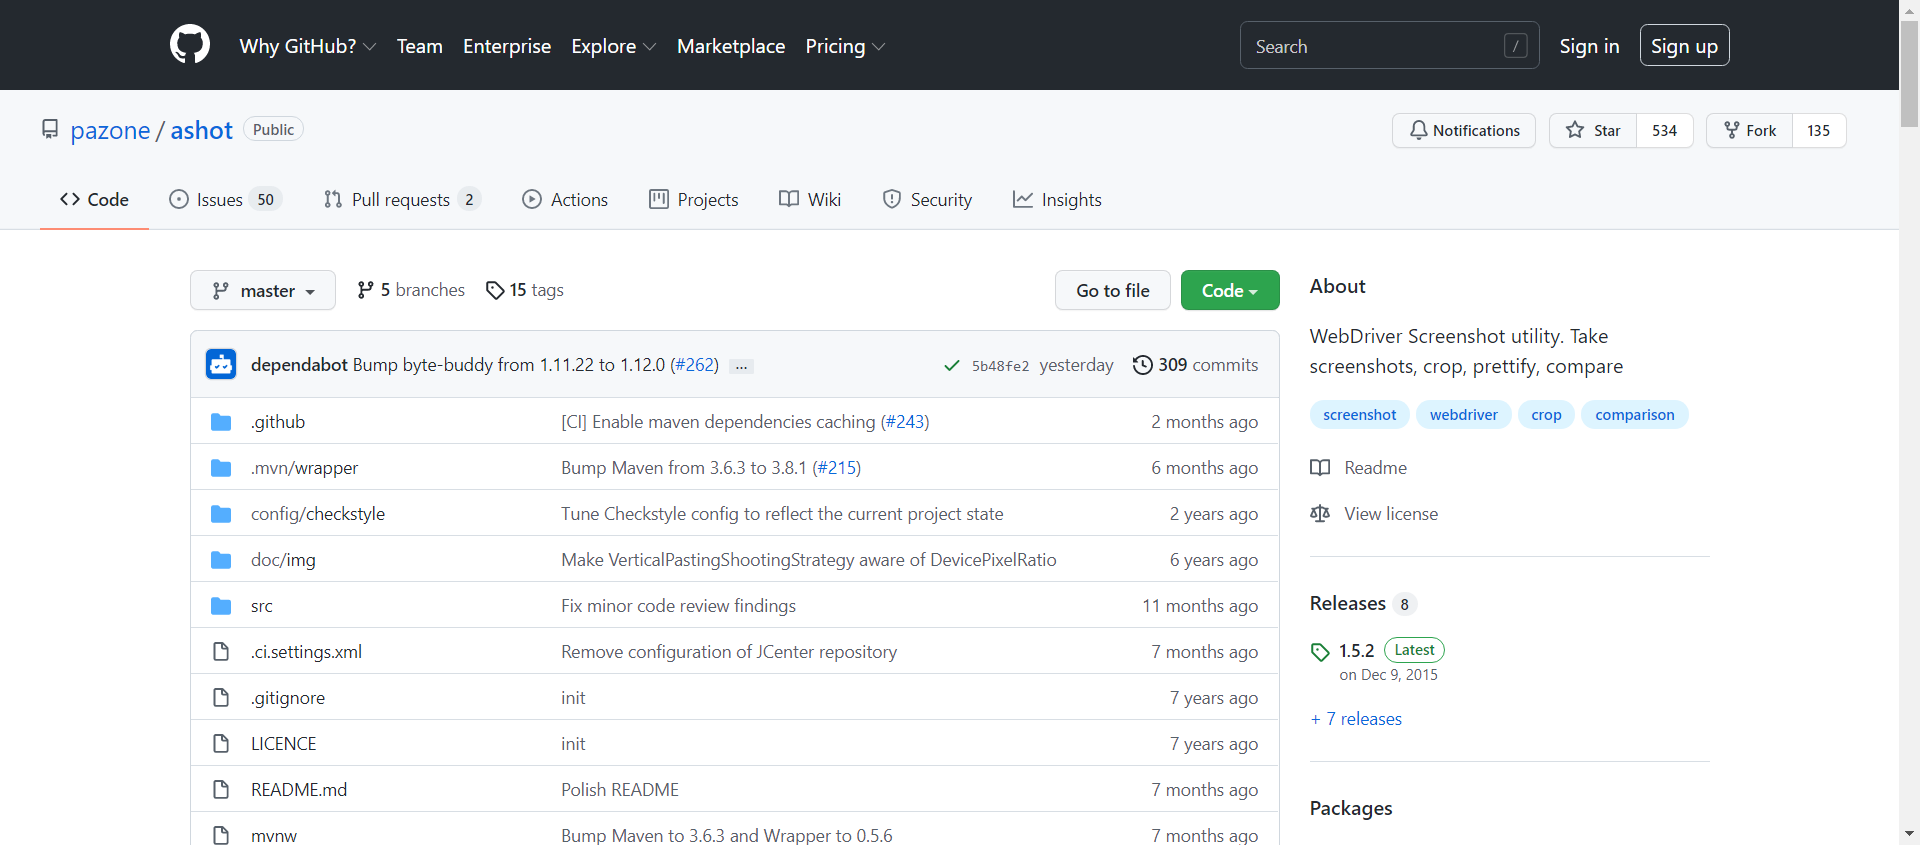 Why GitHub? Team Enterprise Explore Marketplace Pricing Search / Sign in Sign up
pazone / ashot Public Notifications Star 534 Fork 135
Code Issues 50 Pull requests 2 Actions Projects Wiki Security Insights
master 5 branches 15 tags Go to file Code
dependabot Bump byte-buddy from 1.11.22 to 1.12.0 (#262) ... 5b48fe2 yesterday 309 commits
.github [CI] Enable maven dependencies caching (#243) 2 months ago
.mvn/wrapper Bump Maven from 3.6.3 to 3.8.1 (#215) 6 months ago
config/checkstyle Tune Checkstyle config to reflect the current project state 2 years ago
doc/img Make VerticalPastingShootingStrategy aware of DevicePixelRatio 6 years ago
src Fix minor code review findings 11 months ago
.ci.settings.xml Remove configuration of JCenter repository 7 months ago
.gitignore init 7 years ago
LICENCE init 7 years ago
README.md Polish README 7 months ago
mvnw Bump Maven to 3.6.3 and Wrapper to 0.5.6 7 months ago
About
WebDriver Screenshot utility. Take
screenshots, crop, prettify, compare
screenshot webdriver crop comparison
Readme
View license
Releases 8
1.5.2 Latest
on Dec 9, 2015
+ 7 releases
Packages